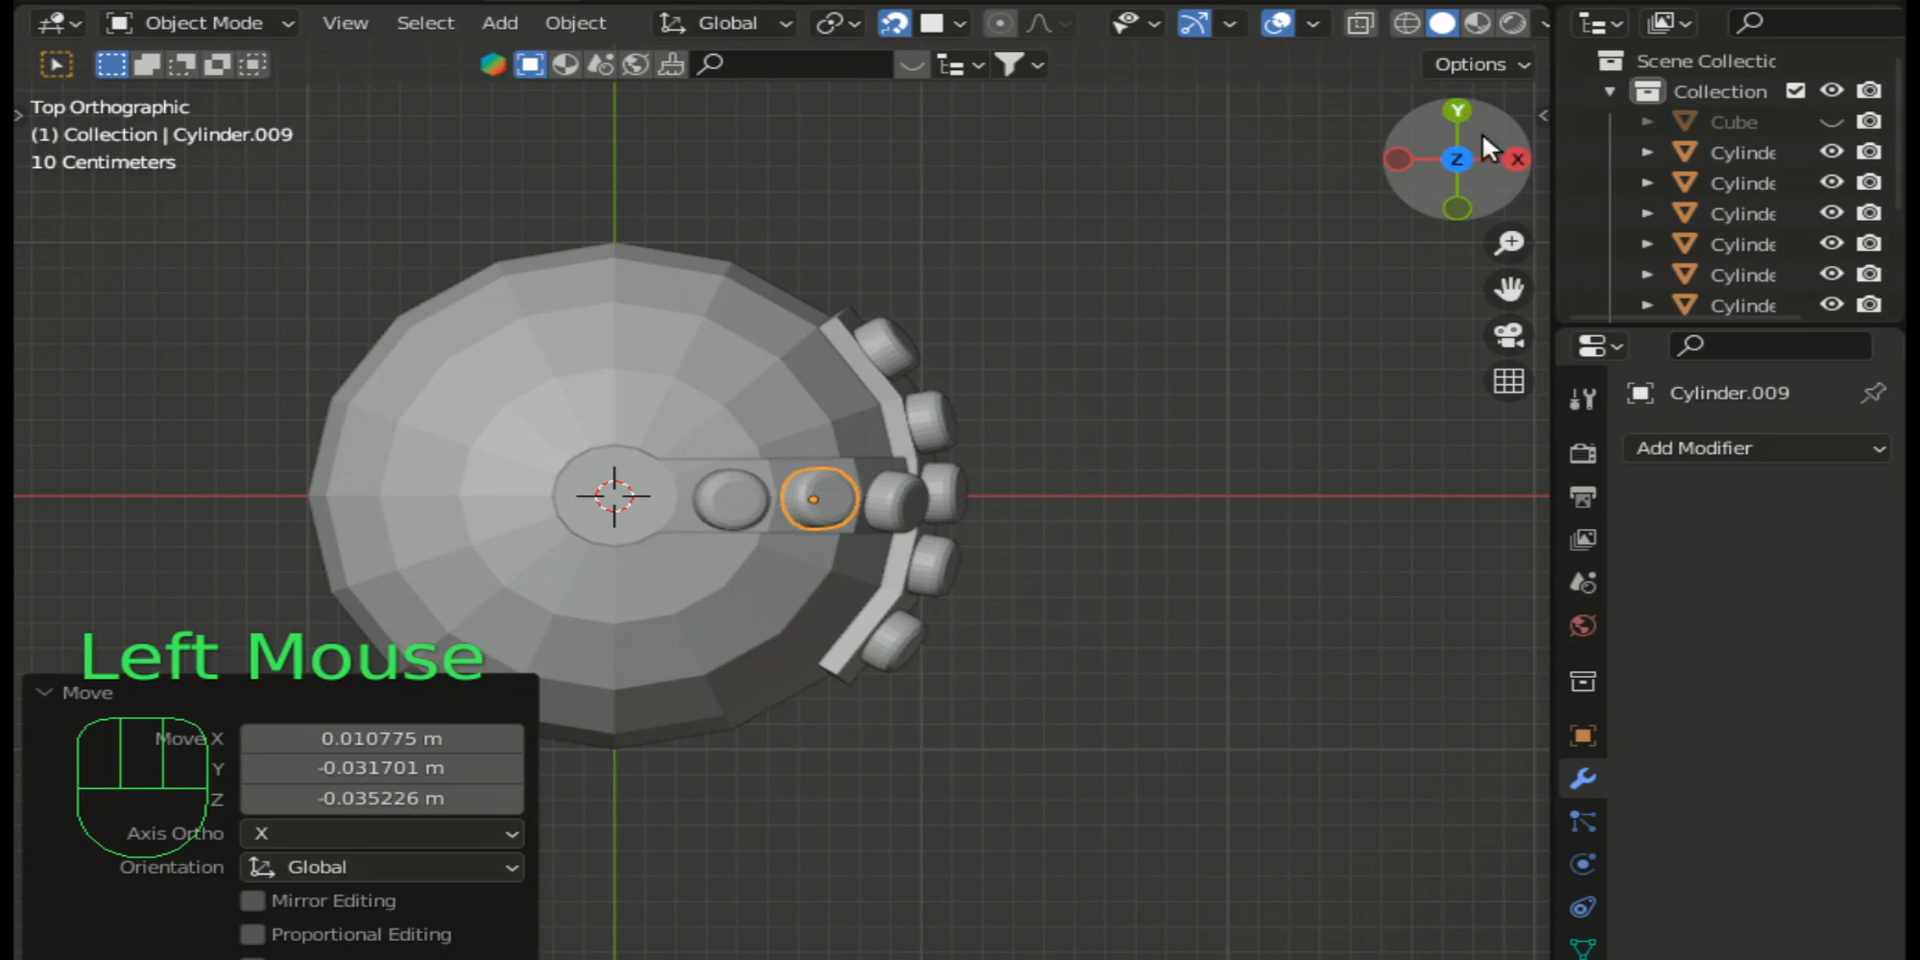 Object Mode View Select Add Object Global
Options
Top Orthographic
(1) Collection | Cylinder.009
10 Centimeters
Y
Z X
Scene Collectic
Collection
Cube
Cylinde
Cylinde
Cylinde
Cylinde
Cylinde
Cylinde
Cylinder.009
Add Modifier
Left Mouse
Move
Move X 0.010775 m
Y -0.031701 m
Z -0.035226 m
Axis Ortho X
Orientation Global
Mirror Editing
Proportional Editing